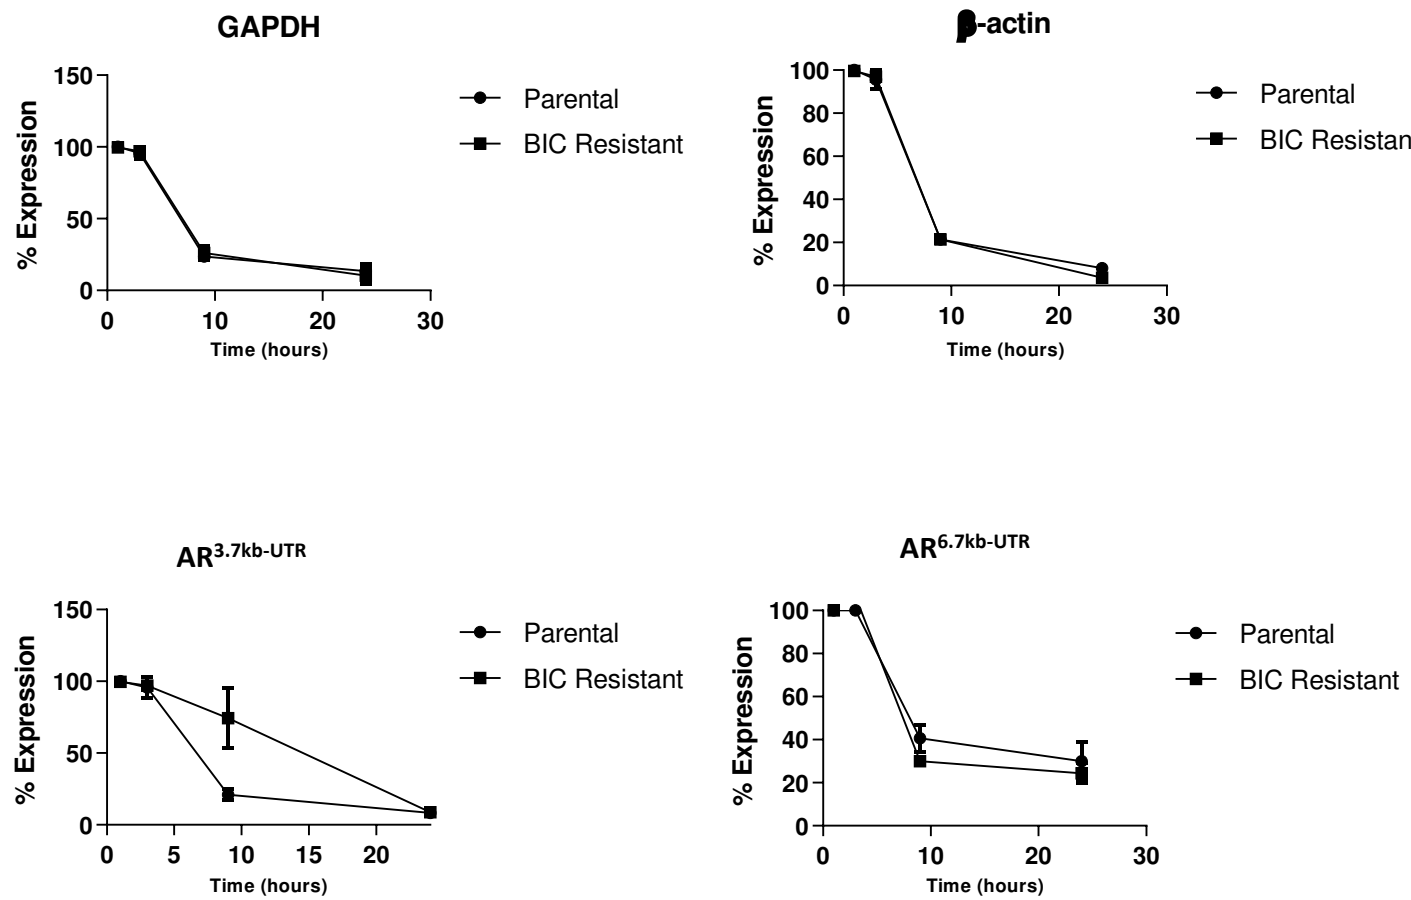 GAPDH
150
100
50
0
% Expression
0 10 20 30
Time (hours)
Parental
BIC Resistant
β-actin
100
80
60
40
20
0
% Expression
0 10 20 30
Time (hours)
Parental
BIC Resistan
AR3.7kb-UTR
150
100
50
0
% Expression
0 5 10 15 20
Time (hours)
Parental
BIC Resistant
AR6.7kb-UTR
100
80
60
40
20
0
% Expression
0 10 20 30
Time (hours)
Parental
BIC Resistant